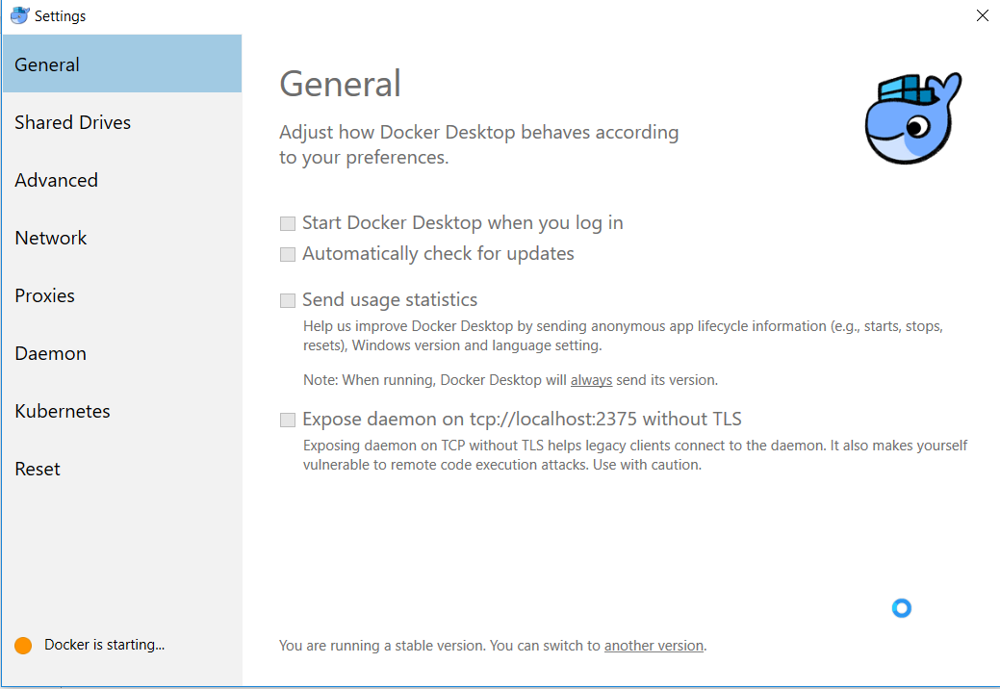 Settings
General
Shared Drives
Advanced
Network
Proxies
Daemon
Kubernetes
Reset
Docker is starting...
General
Adjust how Docker Desktop behaves according
to your preferences.
Start Docker Desktop when you log in
Automatically check for updates
Send usage statistics
Help us improve Docker Desktop by sending anonymous app lifecycle information (e.g., starts, stops,
resets), Windows version and language setting.
Note: When running, Docker Desktop will always send its version.
Expose daemon on tcp://localhost:2375 without TLS
Exposing daemon on TCP without TLS helps legacy clients connect to the daemon. It also makes yourself
vulnerable to remote code execution attacks. Use with caution.
You are running a stable version. You can switch to another version.